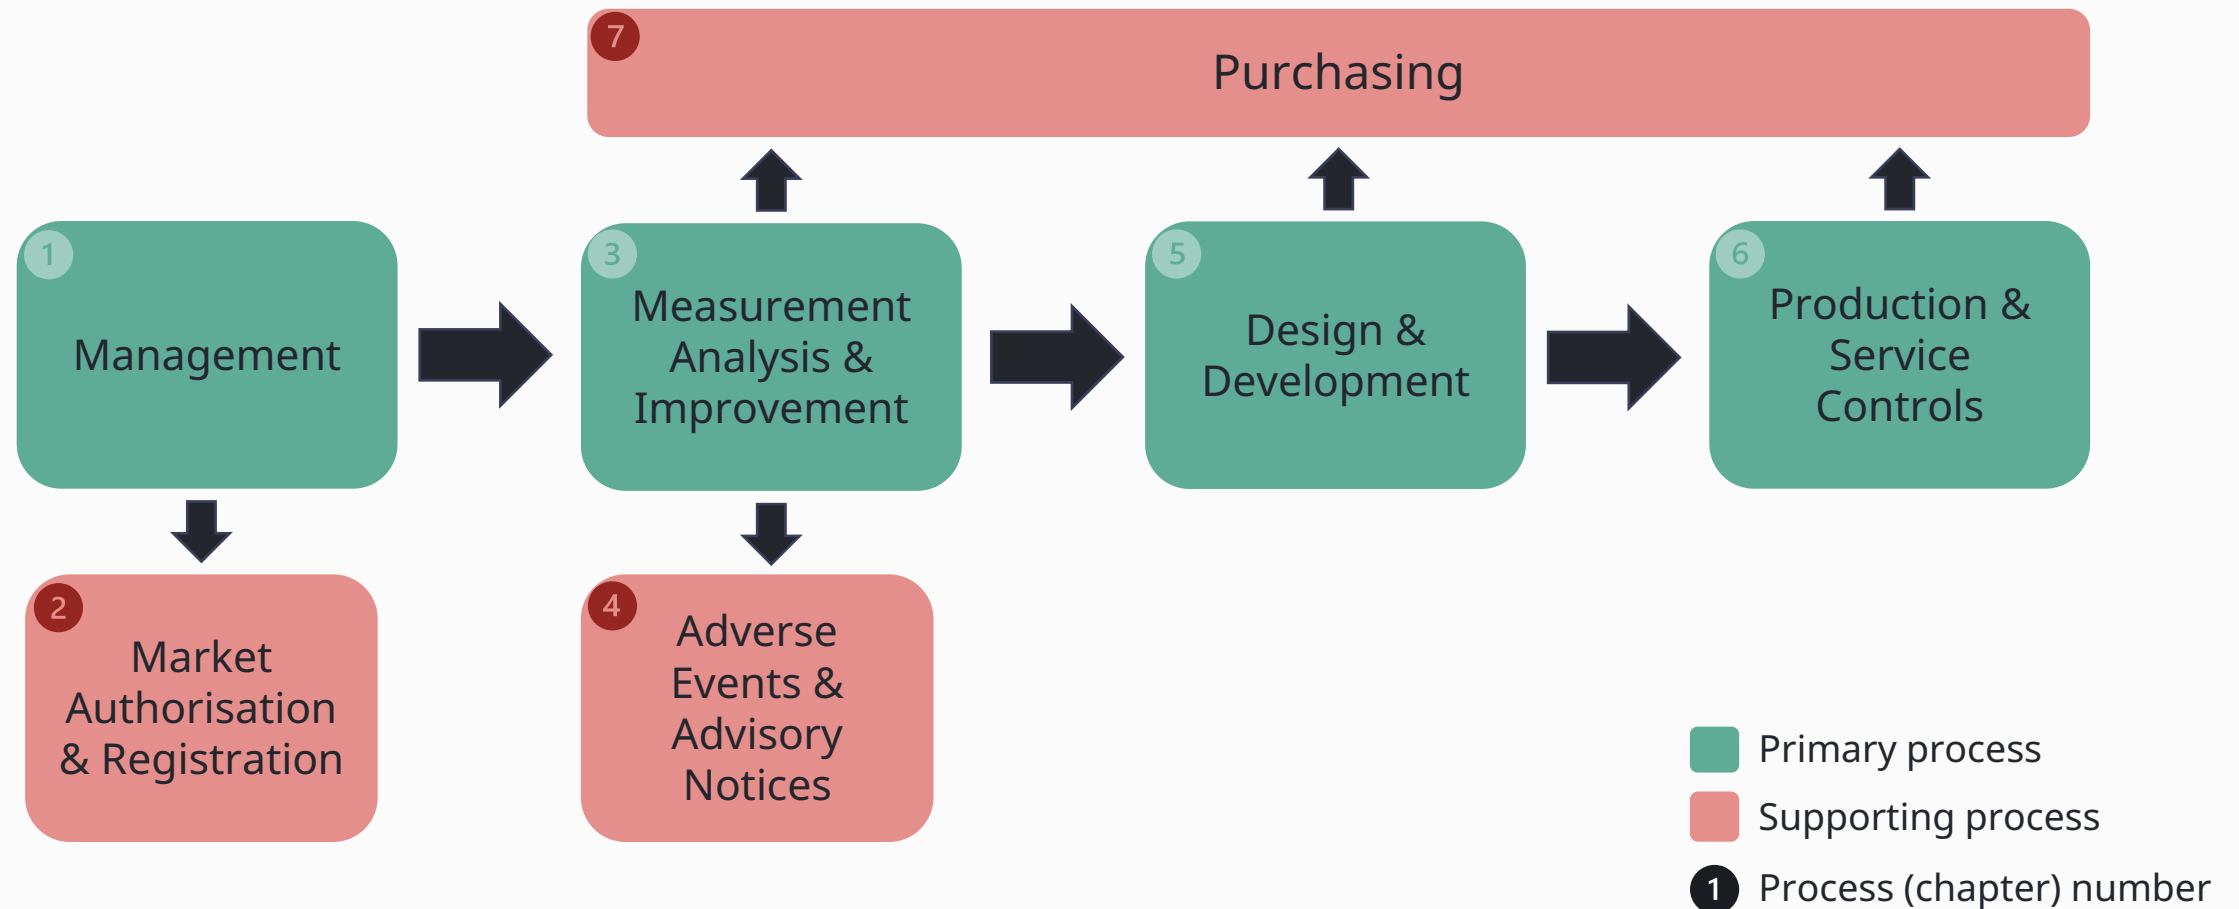 7
Purchasing
1
Management
3
Measurement
Analysis &
Improvement
5
Design &
Development
6
Production &
Service
Controls
2
Market
Authorisation
& Registration
4
Adverse
Events &
Advisory
Notices
Primary process
Supporting process
1 Process (chapter) number